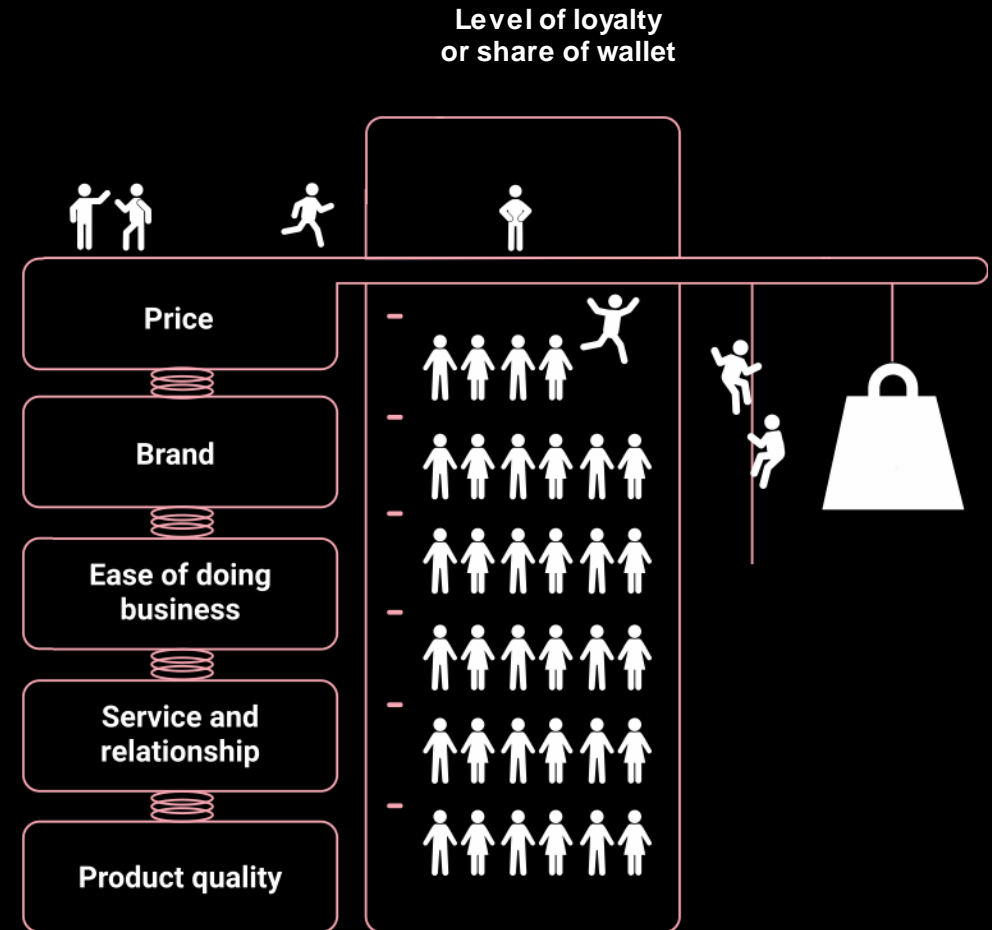 Level of loyalty
or share of wallet
Price
Brand
Ease of doing
business
Service and
relationship
Product quality